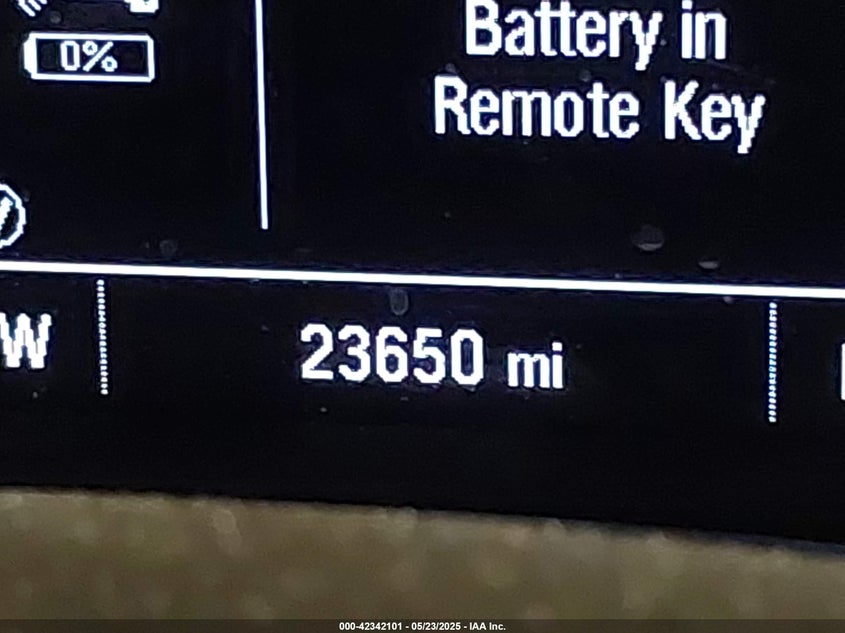 Battery in
0%
Remote Key
W
23650 mi
000-42342101 - 05/23/2025 - IAA Inc.